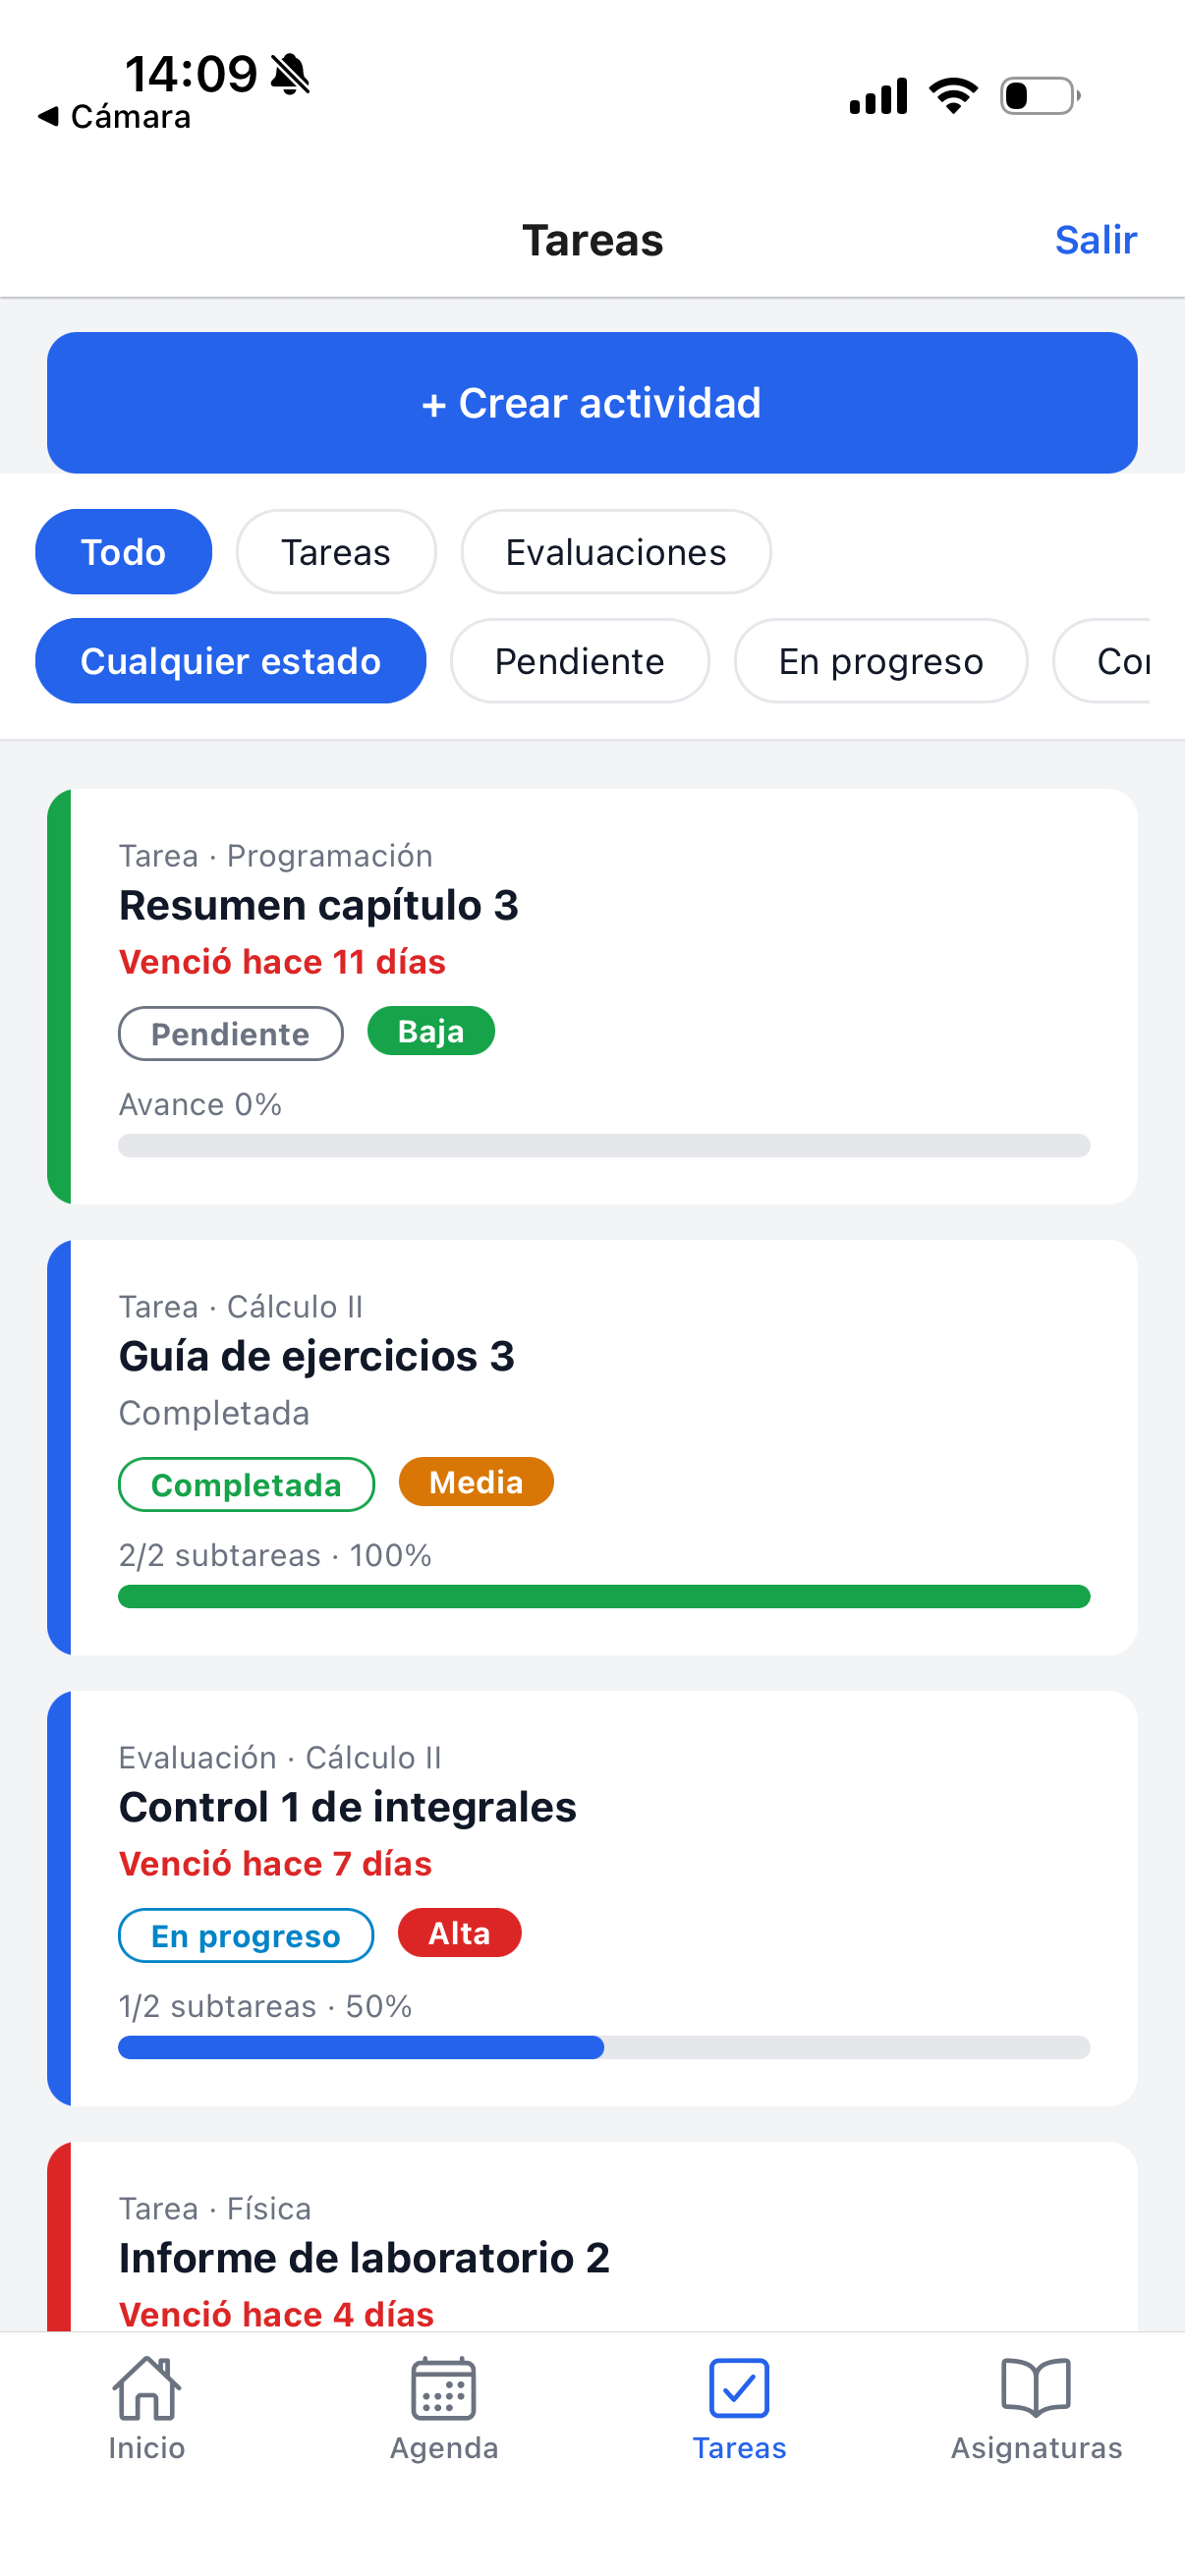 14:09
◀ Cámara
Tareas
Salir
+ Crear actividad
Todo
Tareas
Evaluaciones
Cualquier estado
Pendiente
En progreso
Tarea · Programación
Resumen capítulo 3
Venció hace 11 días
Pendiente
Baja
Avance 0%
Tarea · Cálculo II
Guía de ejercicios 3
Completada
Completada
Media
2/2 subtareas · 100%
Evaluación · Cálculo II
Control 1 de integrales
Venció hace 7 días
En progreso
Alta
1/2 subtareas · 50%
Tarea · Física
Informe de laboratorio 2
Venció hace 4 días
Inicio
Agenda
Tareas
Asignaturas